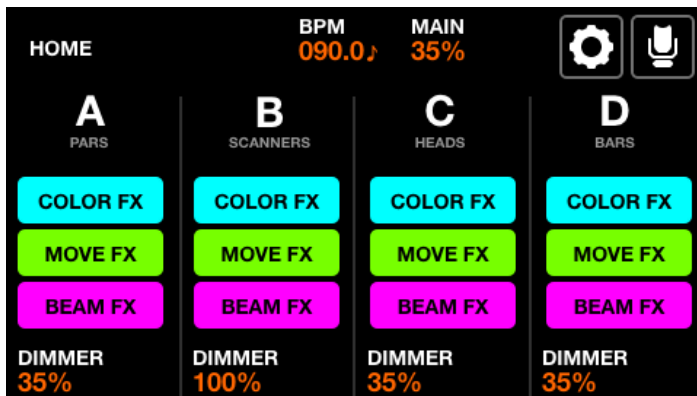 HOME
BPM
090.0♪
MAIN
35%
A
PARS
COLOR FX
MOVE FX
BEAM FX
DIMMER
35%
B
SCANNERS
COLOR FX
MOVE FX
BEAM FX
DIMMER
100%
C
HEADS
COLOR FX
MOVE FX
BEAM FX
DIMMER
35%
D
BARS
COLOR FX
MOVE FX
BEAM FX
DIMMER
35%